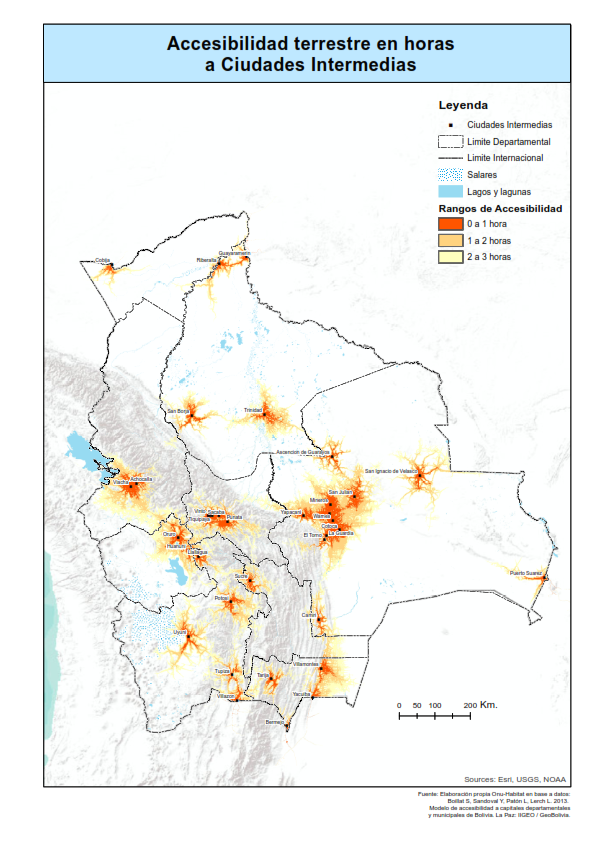 Accesibilidad terrestre en horas
a Ciudades Intermedias
Leyenda
Ciudades Intermedias
Limite Departamental
Limite Internacional
Salares
Lagos y lagunas
Rangos de Accesibilidad
0 a 1 hora
1 a 2 horas
2 a 3 horas
Guayaramerín
Cobija
Riberalta
San Borja
Trinidad
Ascención de Guarayos
San Ignacio de Velasco
Achocalla
Viacha
San Julián
Mineros
Yapacaní
Warnes
Vinto
Sacaba
Tiquipaya
Punata
Cotoca
La Guardia
El Torno
Oruro
Huanuni
Llallagua
Puerto Suarez
Sucre
Potosí
Camiri
Uyuni
Villamontes
Tupiza
Tarija
Yacuiba
Villazón
Bermejo
0 50 100 200 Km.
Sources: Esri, USGS, NOAA
Fuente: Elaboración propia Onu-Habitat en base a datos:
Boillat S, Sandoval Y, Patón L, Lerch L. 2013.
Modelo de accesibilidad a capitales departamentales
y municipales de Bolivia. La Paz: IIGEO / GeoBolivia.